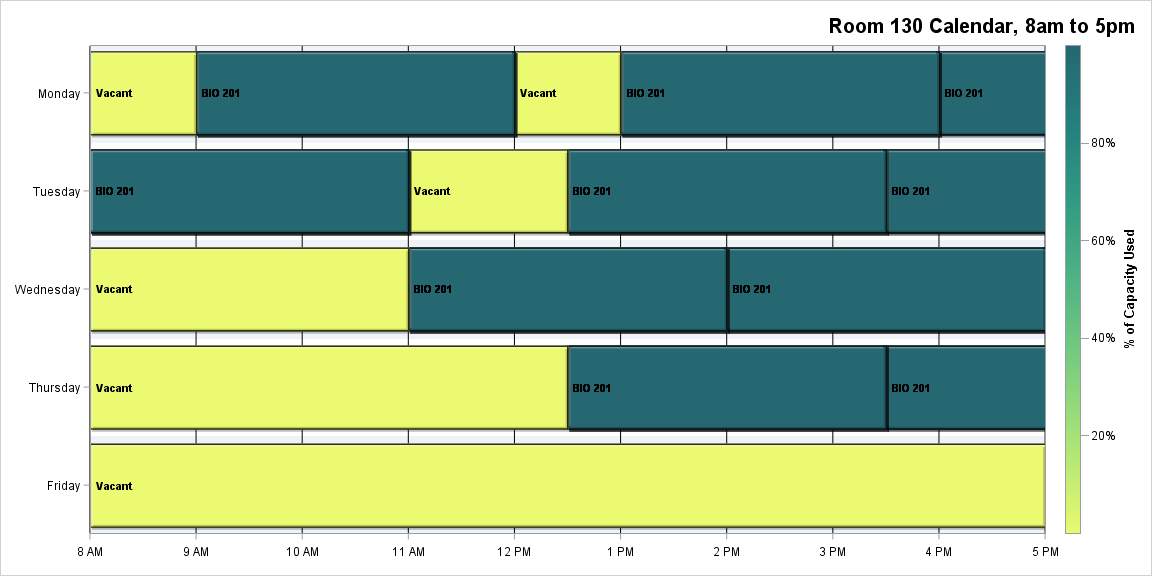 Room 130 Calendar, 8am to 5pm
Monday
Vacant
BIO 201
Vacant
BIO 201
BIO 201
Tuesday
BIO 201
Vacant
BIO 201
BIO 201
Wednesday
Vacant
BIO 201
BIO 201
Thursday
Vacant
BIO 201
BIO 201
Friday
Vacant
8 AM
9 AM
10 AM
11 AM
12 PM
1 PM
2 PM
3 PM
4 PM
5 PM
80%
60%
40%
20%
% of Capacity Used